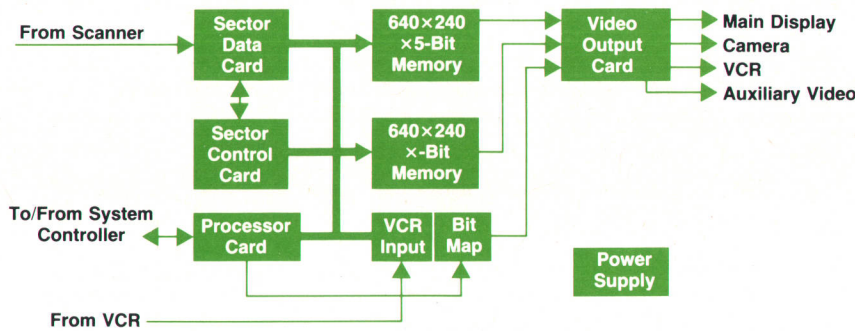 From Scanner
Sector
Data
Card
640×240
×5-Bit
Memory
Video
Output
Card
Main Display
Camera
VCR
Auxiliary Video
Sector
Control
Card
640×240
×-Bit
Memory
To/From System
Controller
Processor
Card
VCR
Input
Bit
Map
Power
Supply
From VCR